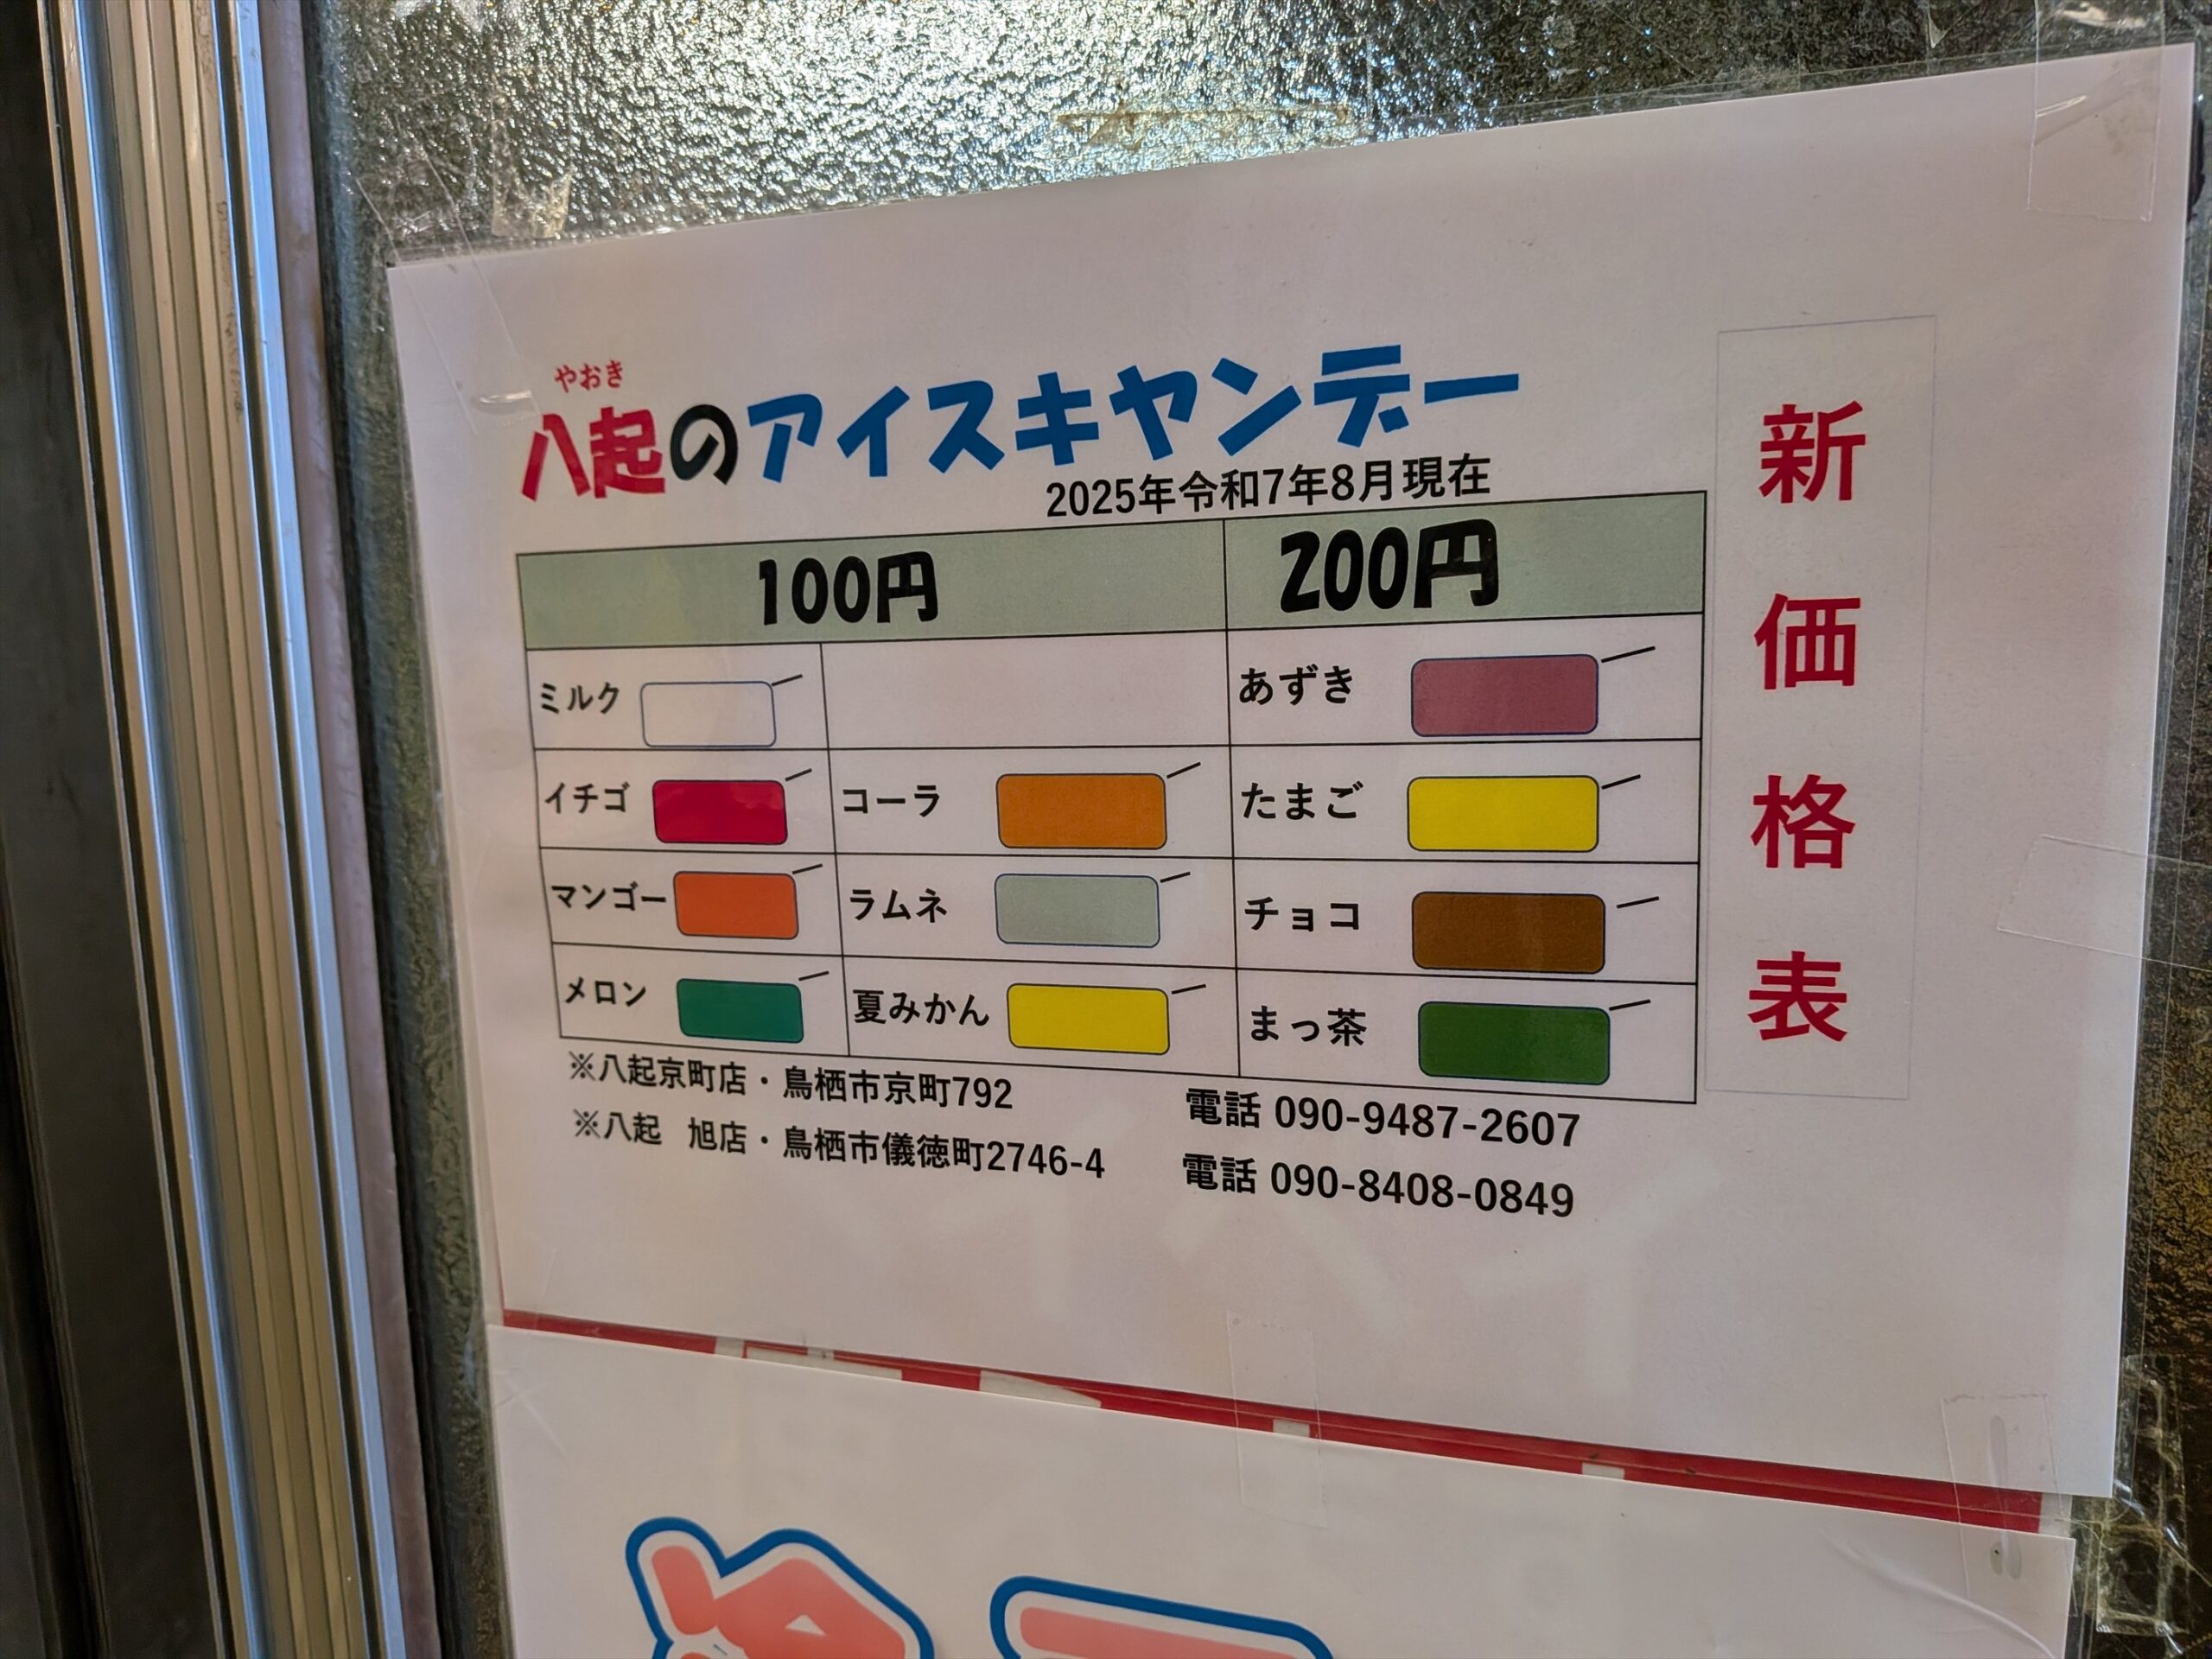 やおき
八起のアイスキャンデー
2025年令和7年8月現在
新価格表
100円 200円
ミルク あずき
イチゴ コーラ たまご
マンゴー ラムネ チョコ
メロン 夏みかん まっ茶
※八起京町店・鳥栖市京町792 電話 090-9487-2607
※八起 旭店・鳥栖市儀徳町2746-4 電話 090-8408-0849